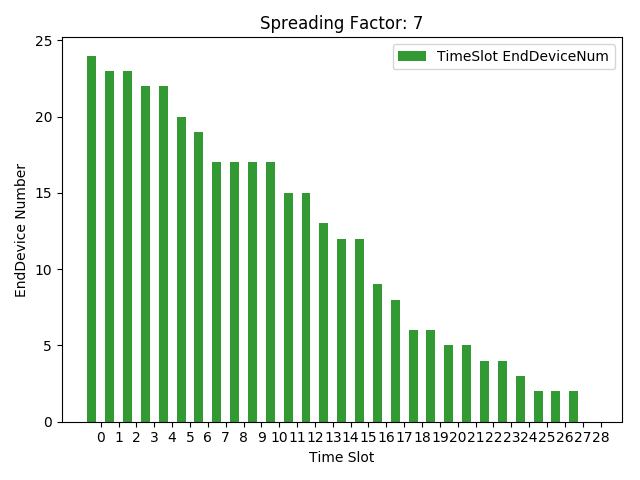 Spreading Factor: 7
TimeSlot EndDeviceNum
25
20
15
10
5
0
EndDevice Number
0 1 2 3 4 5 6 7 8 9 10 11 12 13 14 15 16 17 18 19 20 21 22 23 24 25 26 27 28
Time Slot